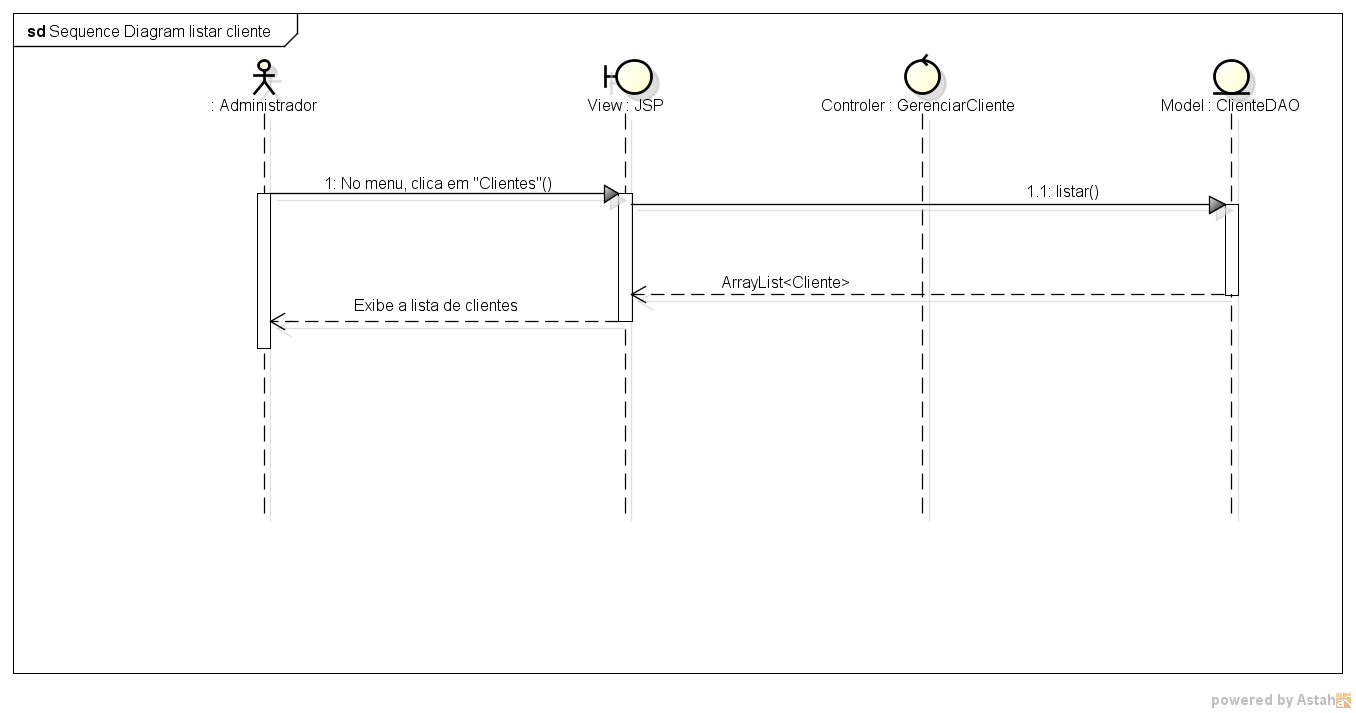 sd Sequence Diagram listar cliente
: Administrador
View : JSP
Controler : GerenciarCliente
Model : ClienteDAO
1: No menu, clica em "Clientes"()
1.1: listar()
ArrayList<Cliente>
Exibe a lista de clientes
powered by Astah